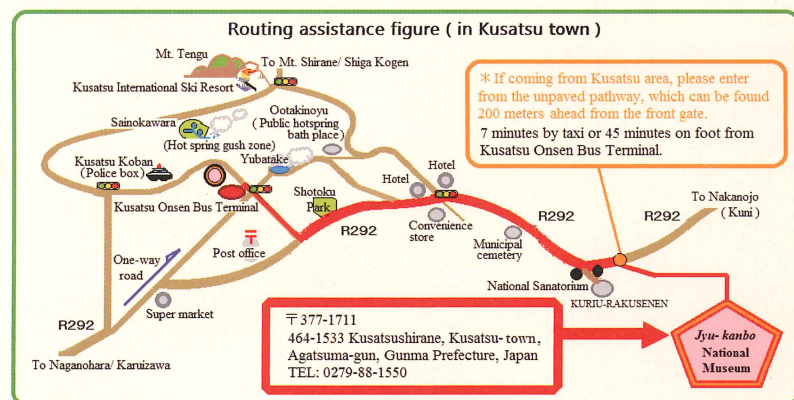 Routing assistance figure ( in Kusatsu town )
Mt. Tengu
To Mt. Shirane/ Shiga Kogen
Kusatsu International Ski Resort
Sainokawara
(Hot spring gush zone)
Ootakinoyu
( Public hotspring
bath place)
Yubatake
Kusatsu Koban
(Police box)
Kusatsu Onsen Bus Terminal
Shotoku
Park
Hotel
Hotel
Convenience
store
R292
R292
R292
To Nakanojo
( Kuni )
Municipal
cemetery
National Sanatorium
KURIU-RAKUSENEN
Post office
〒
One-way
road
Super market
R292
To Naganohara/ Karuizawa
* If coming from Kusatsu area, please enter
from the unpaved pathway, which can be found
200 meters ahead from the front gate.
7 minutes by taxi or 45 minutes on foot from
Kusatsu Onsen Bus Terminal.
〒377-1711
464-1533 Kusatsushirane, Kusatsu-town,
Agatsuma-gun, Gunma Prefecture, Japan
TEL: 0279-88-1550
Jyu-kanbo
National
Museum